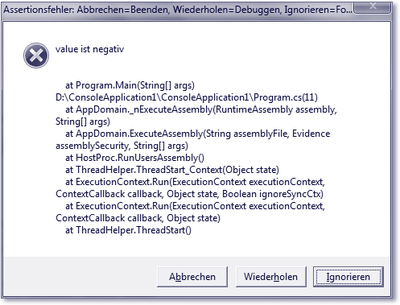 Assertionsfehler: Abbrechen=Beenden, Wiederholen=Debuggen, Ignorieren=Fo...
value ist negativ
at Program.Main(String[] args)
D:\ConsoleApplication1\ConsoleApplication1\Program.cs(11)
at AppDomain._nExecuteAssembly(RuntimeAssembly assembly,
String[] args)
at AppDomain.ExecuteAssembly(String assemblyFile, Evidence
assemblySecurity, String[] args)
at HostProc.RunUsersAssembly()
at ThreadHelper.ThreadStart_Context(Object state)
at ExecutionContext.Run(ExecutionContext executionContext,
ContextCallback callback, Object state, Boolean ignoreSyncCtx)
at ExecutionContext.Run(ExecutionContext executionContext,
ContextCallback callback, Object state)
at ThreadHelper.ThreadStart()
Abbrechen
Wiederholen
Ignorieren